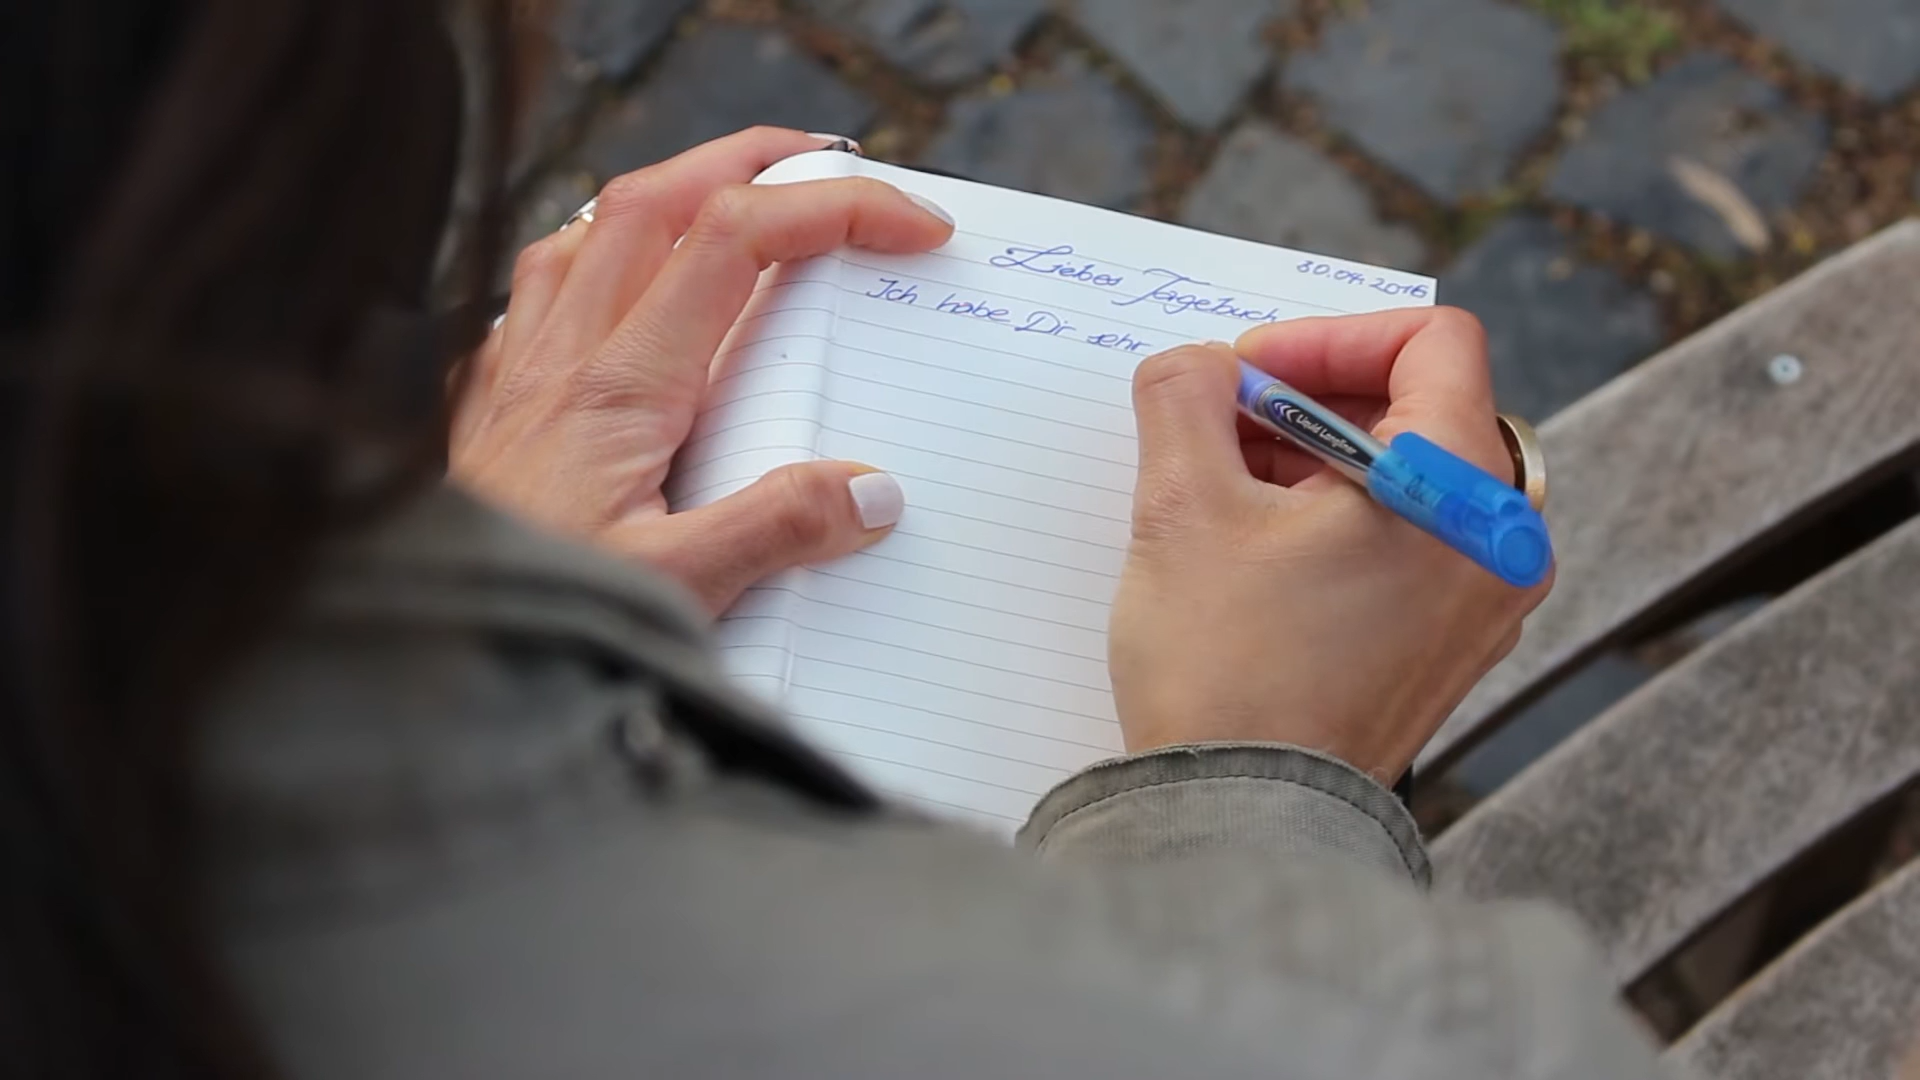 30.04.2016
Liebes Tagebuch
Ich habe Dir sehr
Liquid Longliner